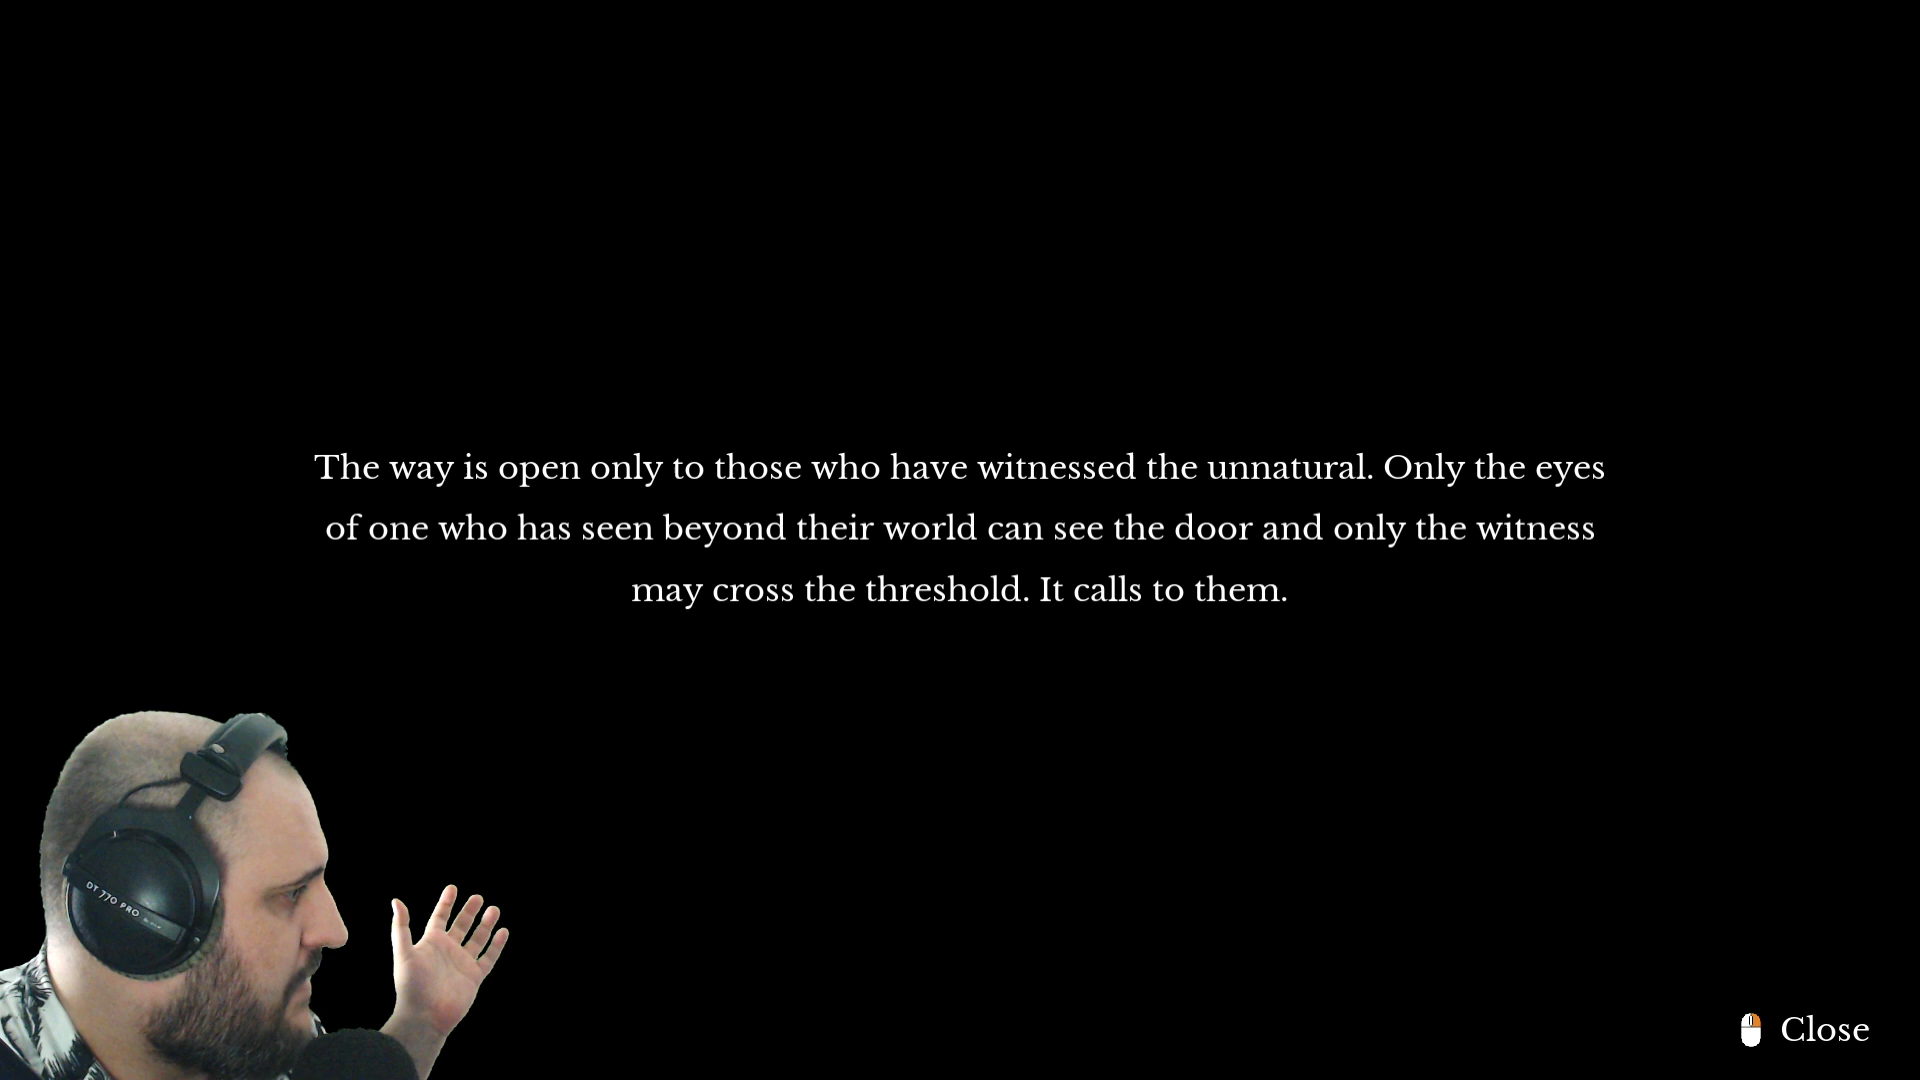 The way is open only to those who have witnessed the unnatural. Only the eyes
of one who has seen beyond their world can see the door and only the witness
may cross the threshold. It calls to them.
DT 770 PRO
Close